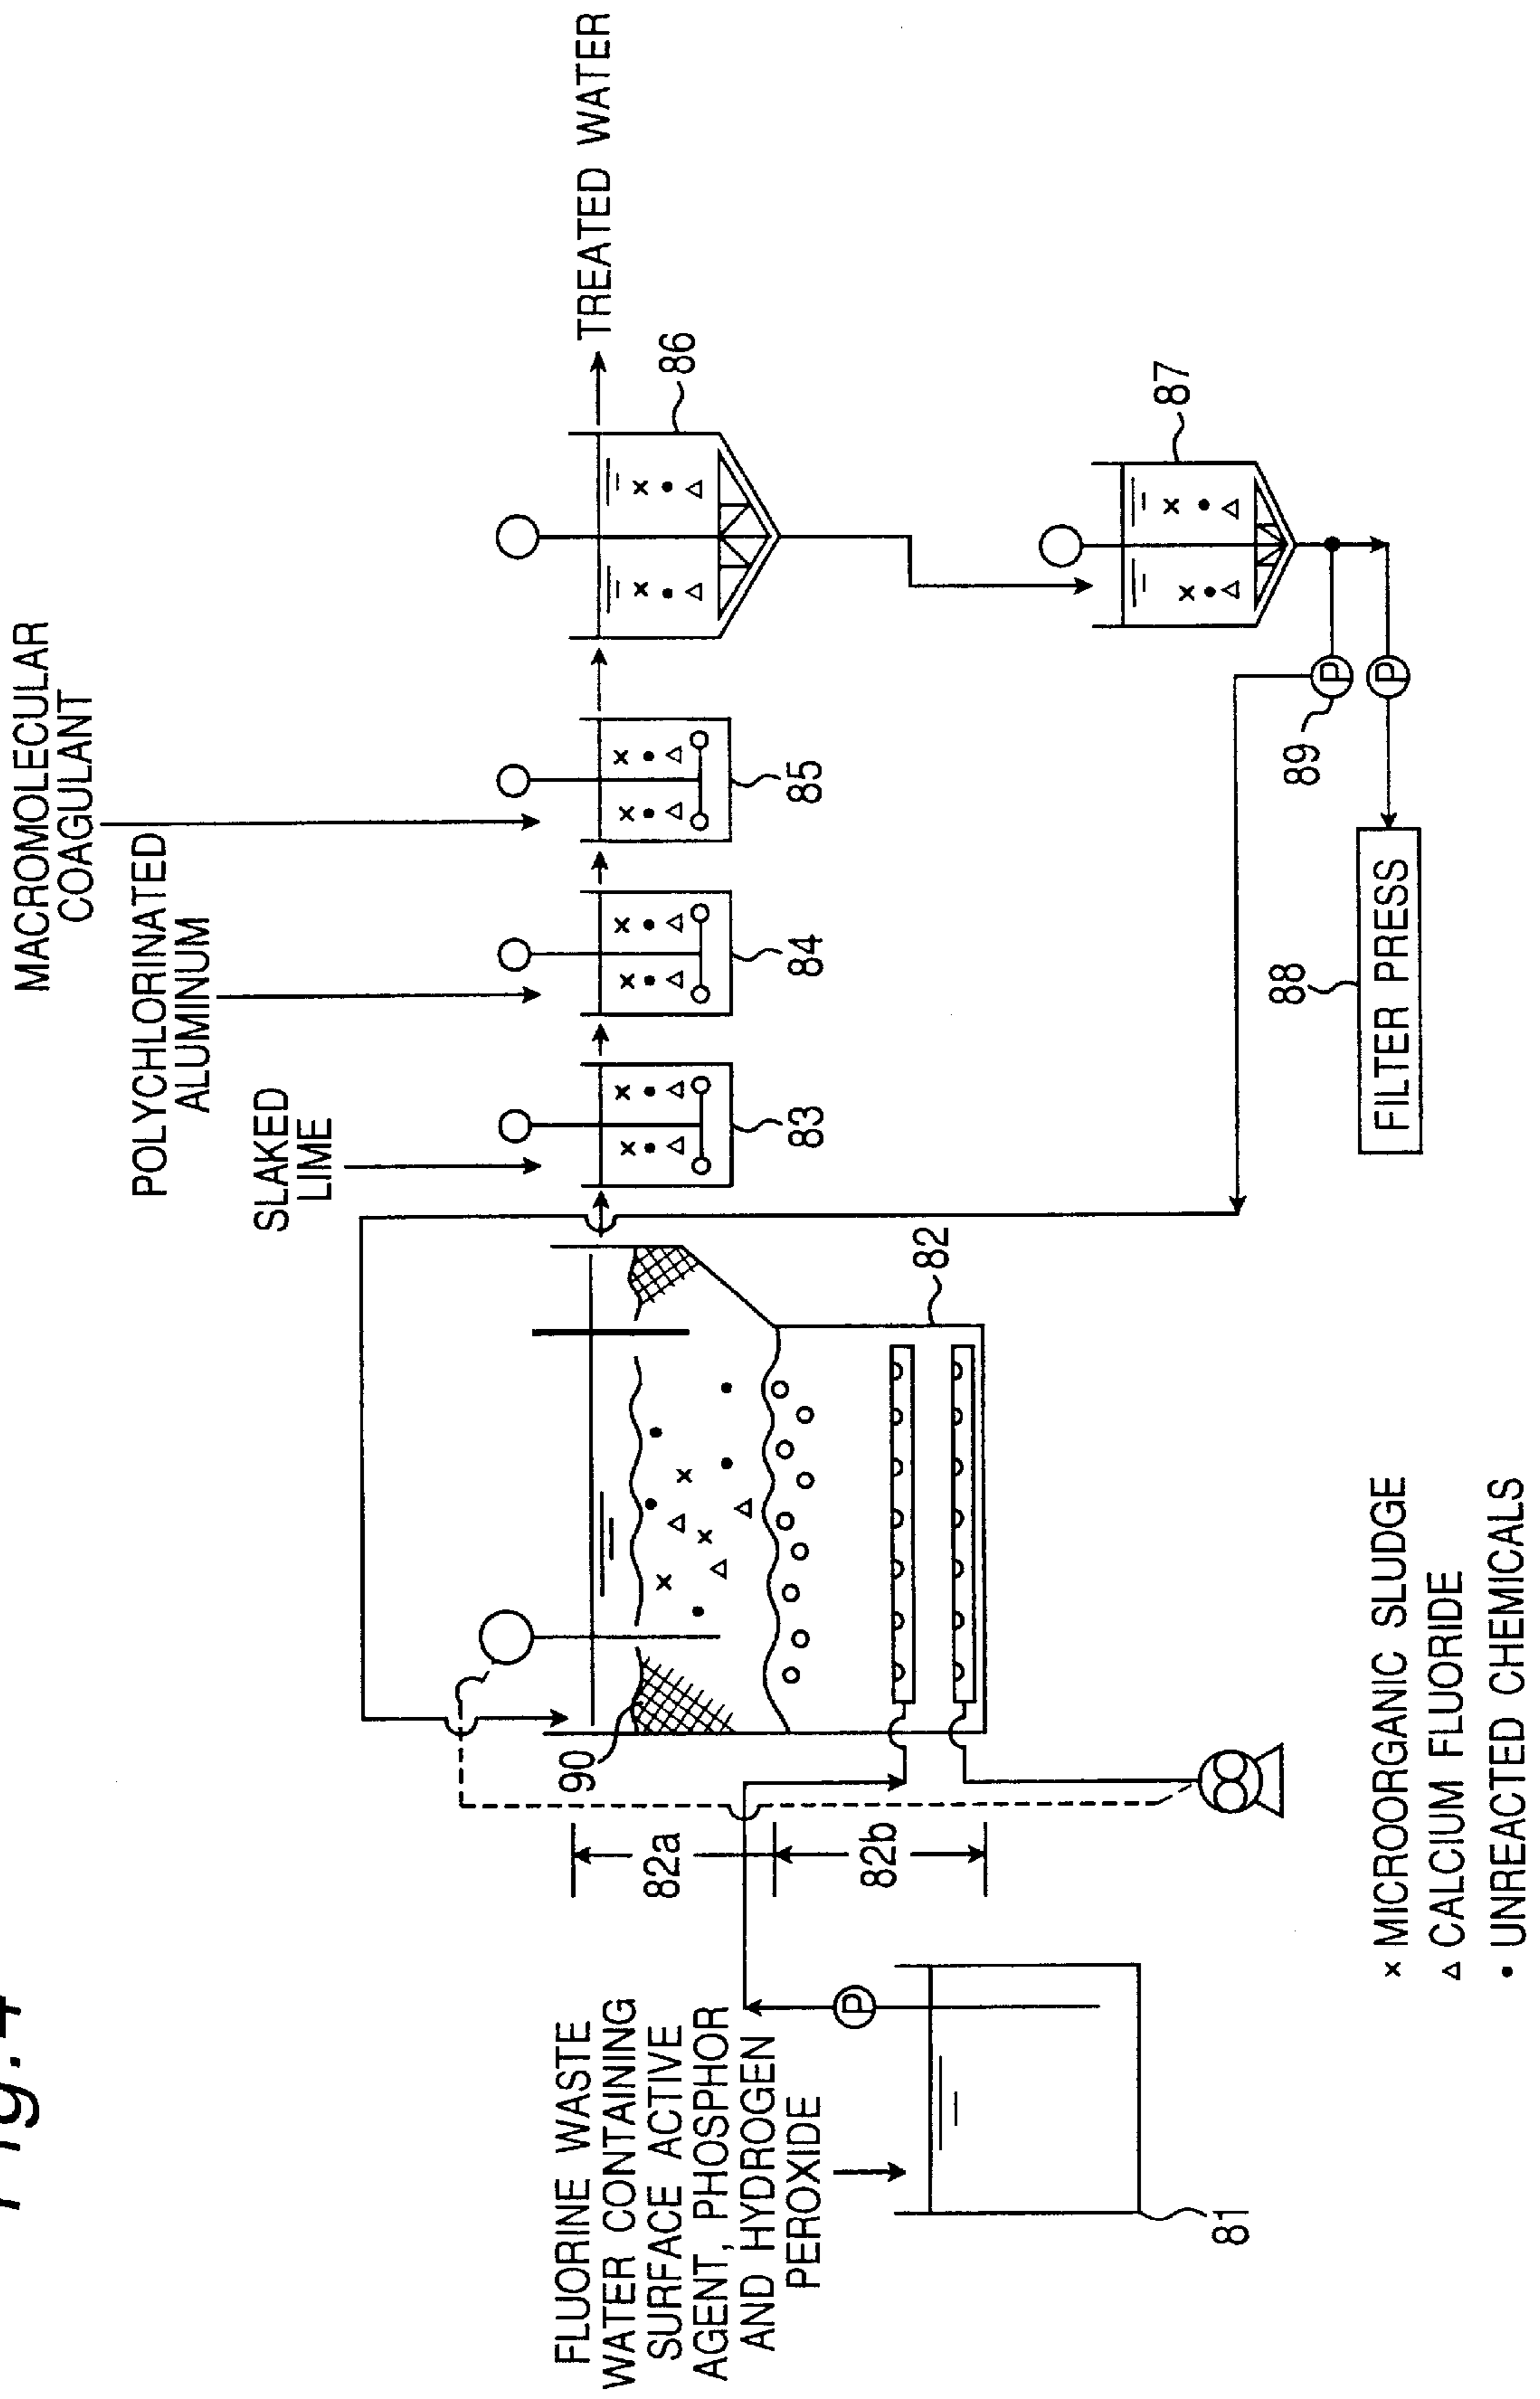 Fig. 4
MACROMOLECULAR
COAGULANT
POLYCHLORINATED
ALUMINUM
SLAKED
LIME
TREATED WATER
FLUORINE WASTE
WATER CONTAINING
SURFACE ACTIVE
AGENT, PHOSPHOR
AND HYDROGEN
PEROXIDE
81
P
82a
82b
90
82
83
84
85
86
87
P
89
P
88
FILTER PRESS
x MICROORGANIC SLUDGE
△ CALCIUM FLUORIDE
• UNREACTED CHEMICALS